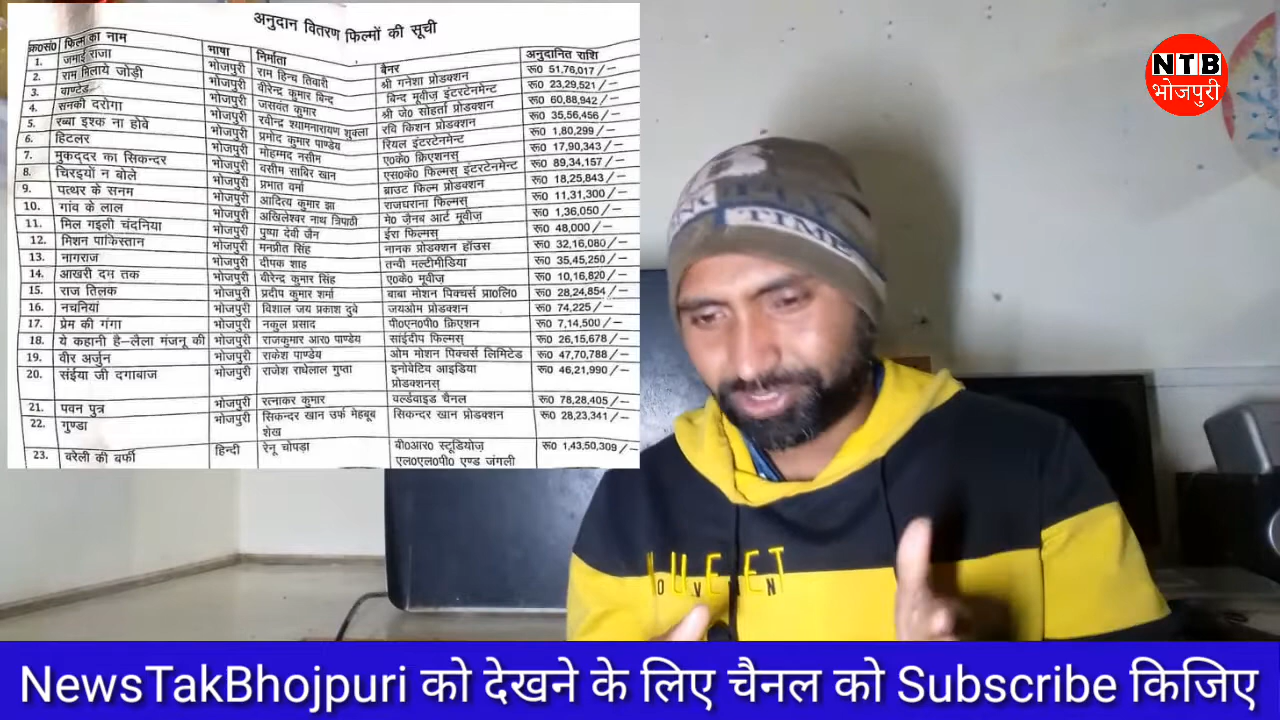 अनुदान वितरण फिल्मों की सूची
क्र०सं० फिल्म का नाम भाषा निर्माता बैनर अनुदानित राशि
1. जमाई राजा भोजपुरी राम हिन्च तिवारी श्री गनेशा प्रोडक्शन रू० 51,76,017/–
2. राम मिलाये जोड़ी भोजपुरी वीरेन्द कुमार बिन्द बिन्द मूवीज इंटरटेनमेन्ट रू० 23,29,521/–
3. वाण्टेड भोजपुरी जसवंत कुमार श्री जे० सोहर्ता प्रोडक्शन रू० 60,88,942/–
4. सनकी दरोगा भोजपुरी रवीन्द्र श्यामनारायण शुक्ला रवि किशन प्रोडक्शन रू० 35,56,456/–
5. रब्बा इश्क ना होवे भोजपुरी प्रमोद कुमार पाण्डेय रियल इंटरटेनमेंट रू० 1,80,299/–
6. हिटलर भोजपुरी मोहम्मद नसीम ए०के० क्रिएशनस् रू० 17,90,343/–
7. मुकद्दर का सिकन्दर भोजपुरी वसीम साबिर खान एस०के० फिल्मस् इंटरटेनमेन्ट रू० 89,34,157/–
8. चिरइयों न बोले भोजपुरी प्रभात वर्मा ब्राउट फिल्म प्रोडक्शन रू० 18,25,843/–
9. पत्थर के सनम भोजपुरी आदित्य कुमार झा राजघराना फिल्मस् रू० 11,31,300/–
10. गांव के लाल भोजपुरी अखिलेश्वर नाथ त्रिपाठी मे० ज़ैनब आर्ट मूवीज़ रू० 1,36,050/–
11. मिल गइली चंदनिया भोजपुरी पुष्पा देवी जैन ईरा फिल्मस् रू० 48,000/–
12. मिशन पाकिस्तान भोजपुरी मनप्रीत सिंह नानक प्रोडक्शन हॉउस रू० 32,16,080/–
13. नागराज भोजपुरी दीपक शाह तन्वी मल्टीमीडिया रू० 35,45,250/–
14. आखरी दम तक भोजपुरी वीरेन्द्र कुमार सिंह ए०के० मूवीज़ रू० 10,16,820/–
15. राज तिलक भोजपुरी प्रदीप कुमार शर्मा बाबा मोशन पिक्चर्स प्रा०लि० रू० 28,24,854/–
16. नचनियां भोजपुरी विशाल जय प्रकाश दुबे जयओम प्रोडक्शन रू० 74,225/–
17. प्रेम की गंगा भोजपुरी नकुल प्रसाद पी०एन०पी० क्रिएशन रू० 7,14,500/–
18. ये कहानी है–लैला मंजनू की भोजपुरी राजकुमार आर० पाण्डेय सांईदीप फिल्मस् रू० 26,15,678/–
19. वीर अर्जुन भोजपुरी राकेश पाण्डेय ओम मोशन पिक्चर्स लिमिटेड रू० 47,70,788/–
20. संईया जी दगाबाज भोजपुरी राजेश राधेलाल गुप्ता इनोवेटिव आइडिया रू० 46,21,990/–
प्रोडक्शनस्
21. पवन पुत्र भोजपुरी रत्नाकर कुमार वर्ल्डवाइड चैनल रू० 78,28,405/–
22. गुण्डा भोजपुरी सिकन्दर खान उर्फ मेहबूब सिकन्दर खान प्रोडक्शन रू० 28,23,341/–
शेख
23. बरेली की बर्फी हिन्दी रेनू चोपड़ा बी०आर० स्टूडियोज़ रू० 1,43,50,309/–
एल०एल०पी० एण्ड जंगली
NTB
भोजपुरी
TIME
NewsTakBhojpuri को देखने के लिए चैनल को Subscribe किजिए